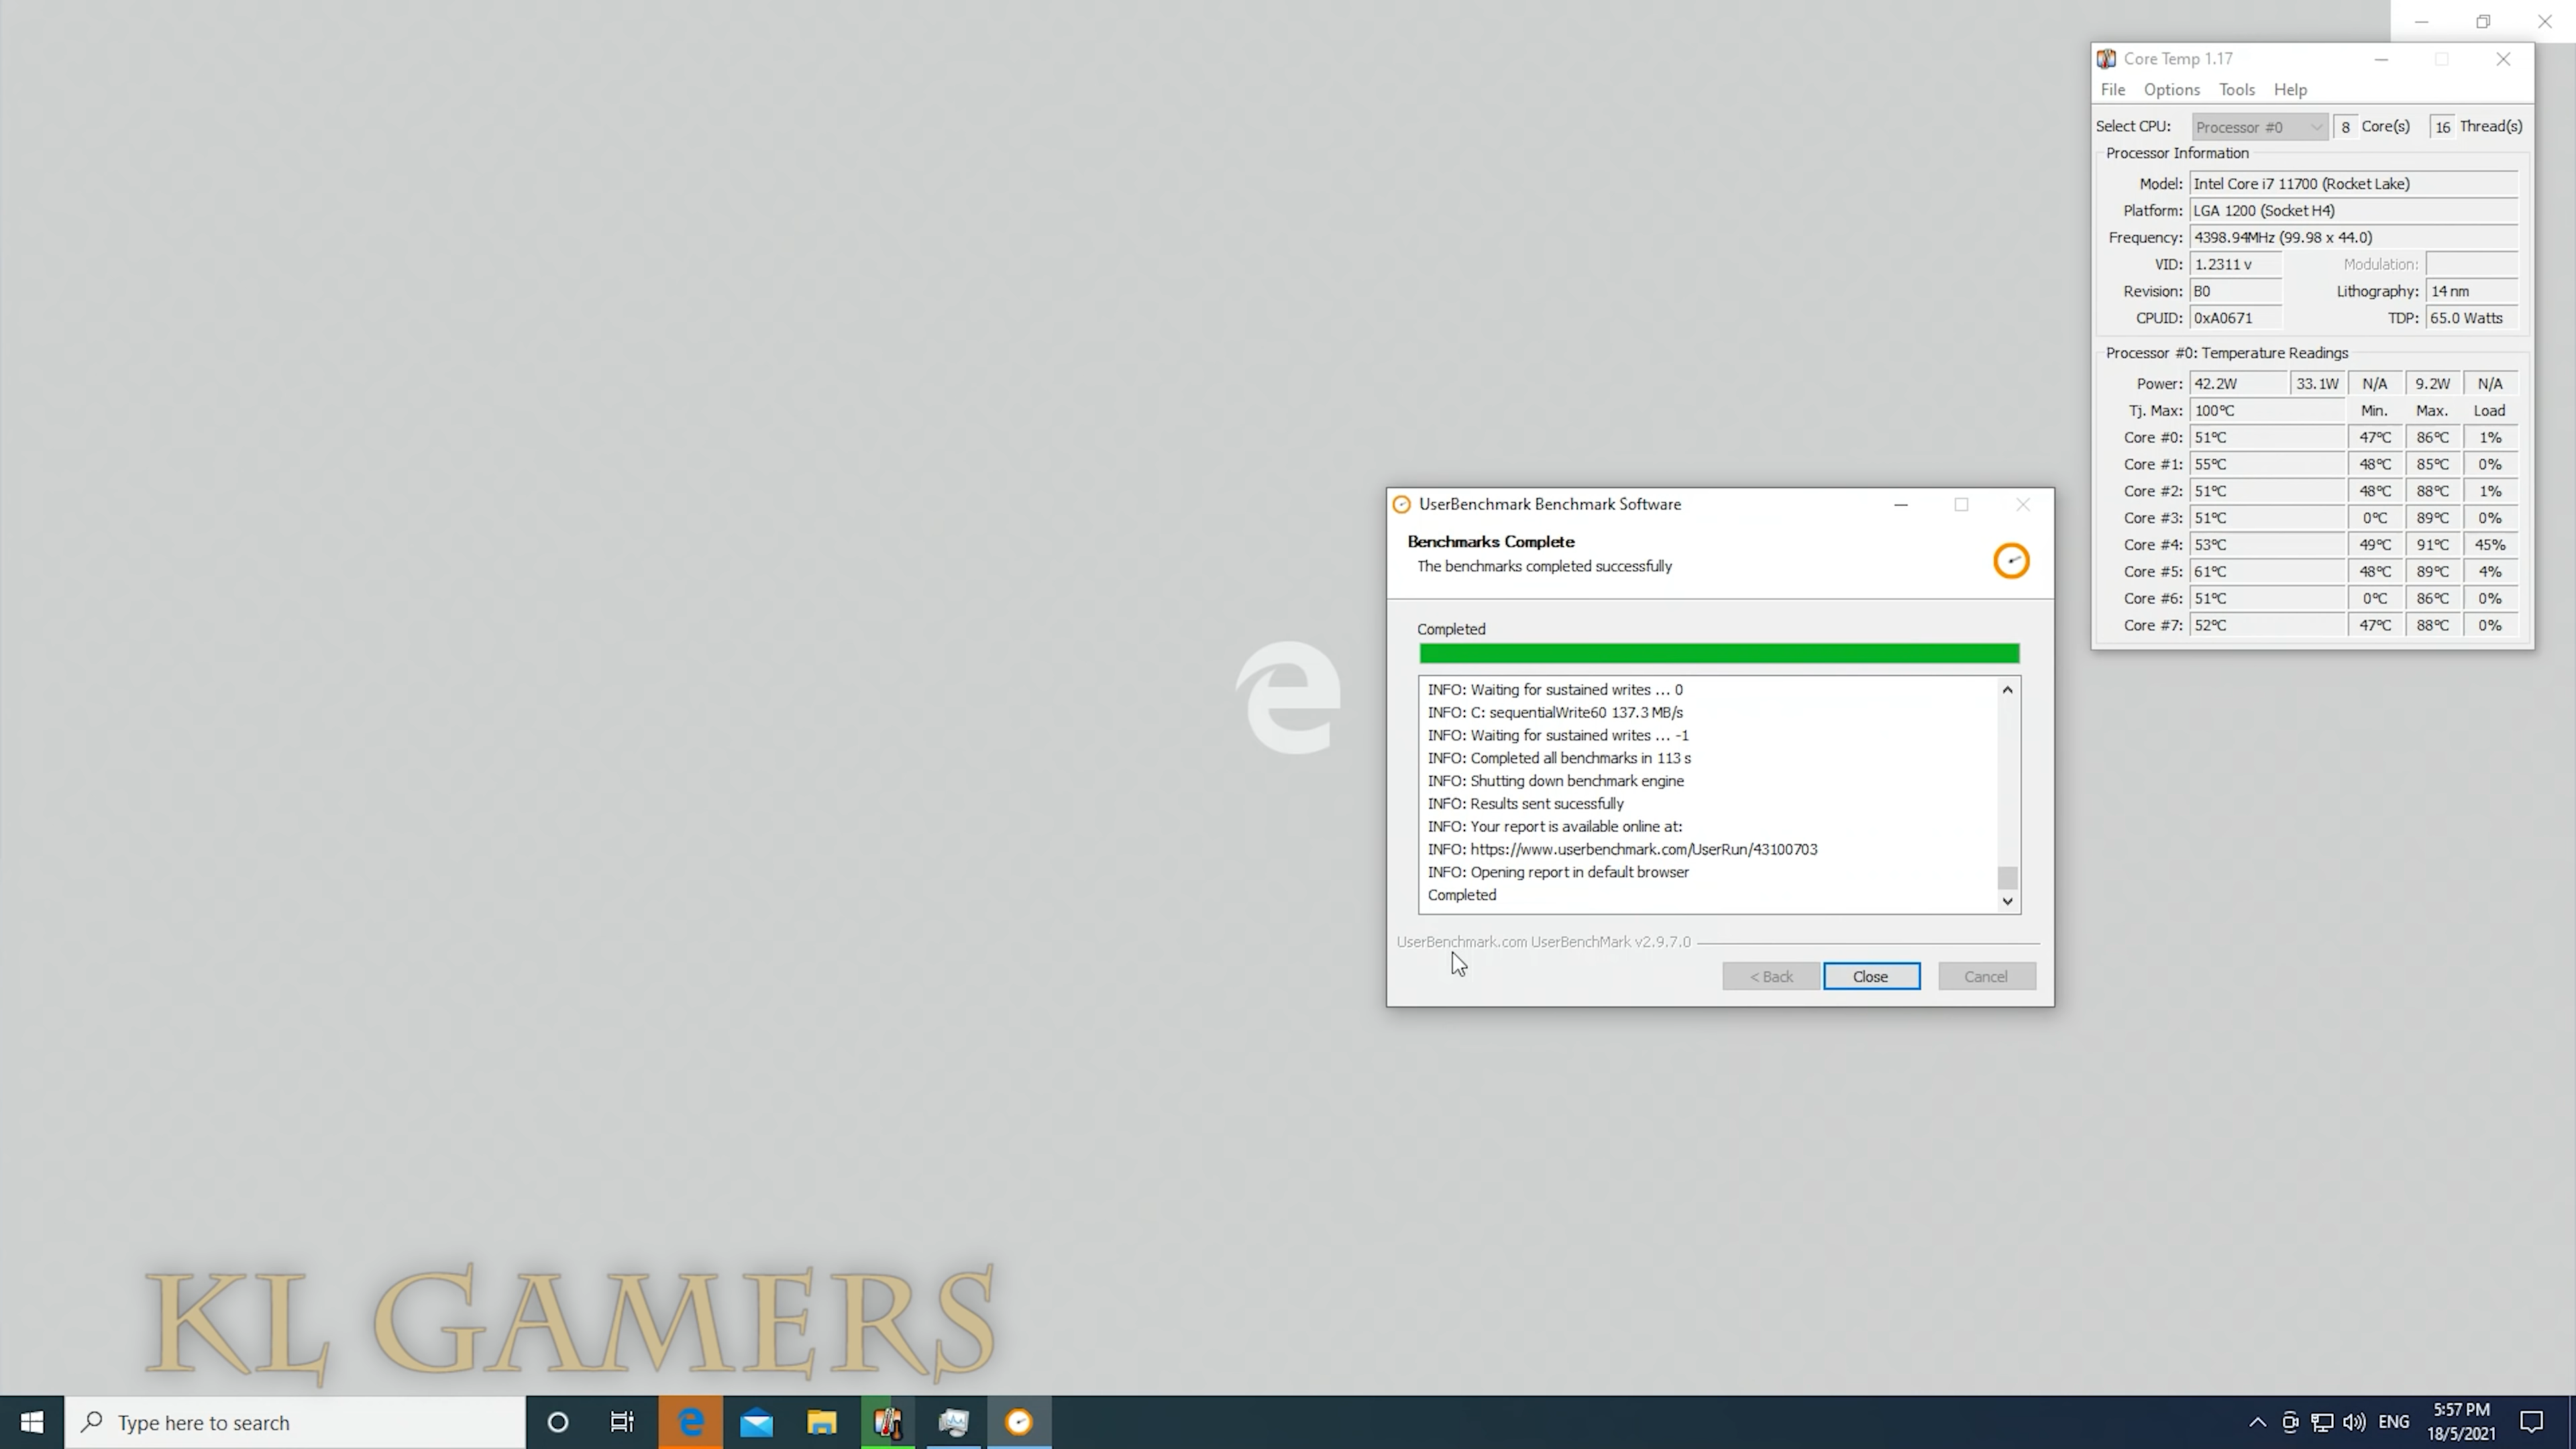 Core Temp 1.17
File Options Tools Help
Select CPU: Processor #0 8 Core(s) 16 Thread(s)
Processor Information
Model: Intel Core i7 11700 (Rocket Lake)
Platform: LGA 1200 (Socket H4)
Frequency: 4398.94MHz (99.98 x 44.0)
VID: 1.2311 v Modulation:
Revision: B0 Lithography: 14 nm
CPUID: 0xA0671 TDP: 65.0 Watts
Processor #0: Temperature Readings
Power: 42.2W 33.1W N/A 9.2W N/A
Tj. Max: 100°C Min. Max. Load
Core #0: 51°C 47°C 86°C 1%
Core #1: 55°C 48°C 85°C 0%
Core #2: 51°C 48°C 88°C 1%
Core #3: 51°C 0°C 89°C 0%
Core #4: 53°C 49°C 91°C 45%
Core #5: 61°C 48°C 89°C 4%
Core #6: 51°C 0°C 86°C 0%
Core #7: 52°C 47°C 88°C 0%
UserBenchmark Benchmark Software
Benchmarks Complete
The benchmarks completed successfully
Completed
INFO: Waiting for sustained writes ... 0
INFO: C: sequentialWrite60 137.3 MB/s
INFO: Waiting for sustained writes ... -1
INFO: Completed all benchmarks in 113 s
INFO: Shutting down benchmark engine
INFO: Results sent sucessfully
INFO: Your report is available online at:
INFO: https://www.userbenchmark.com/UserRun/43100703
INFO: Opening report in default browser
Completed
UserBenchmark.com UserBenchMark v2.9.7.0
< Back Close Cancel
KL GAMERS
Type here to search
ENG
5:57 PM
18/5/2021